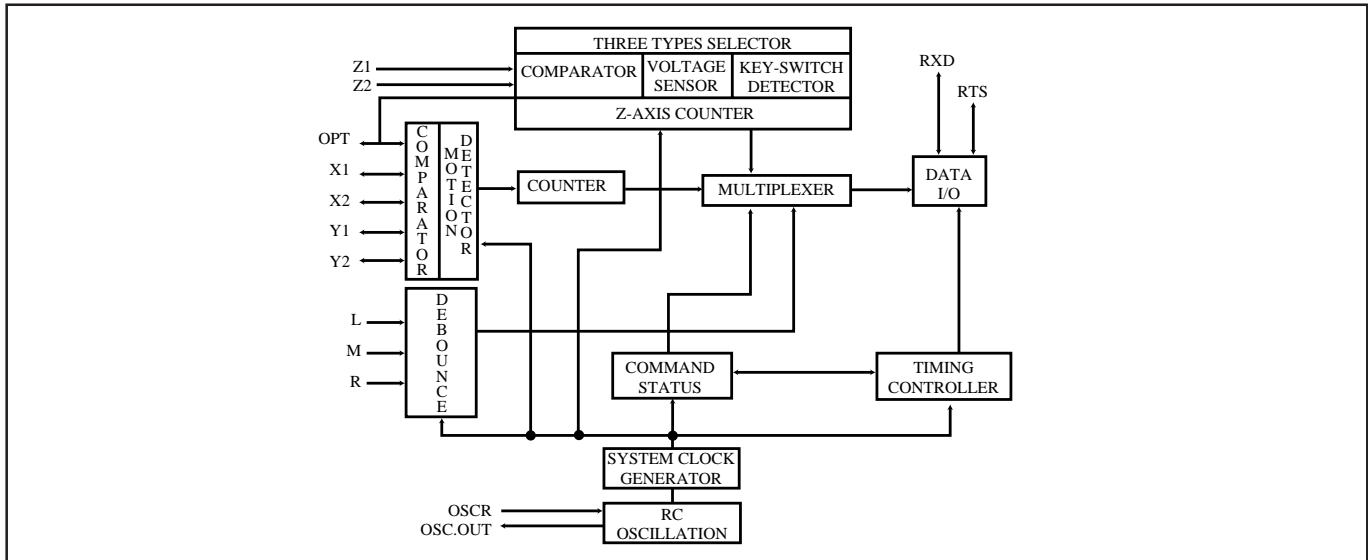 THREE TYPES SELECTOR
Z1
Z2
COMPARATOR
VOLTAGE
SENSOR
KEY-SWITCH
DETECTOR
Z-AXIS COUNTER
RXD
RTS
OPT
X1
X2
Y1
Y2
COMPARATOR
MOTION
DETECTOR
COUNTER
MULTIPLEXER
DATA
I/O
L
M
R
DEBOUNCE
COMMAND
STATUS
TIMING
CONTROLLER
SYSTEM CLOCK
GENERATOR
OSCR
OSC.OUT
RC
OSCILLATION